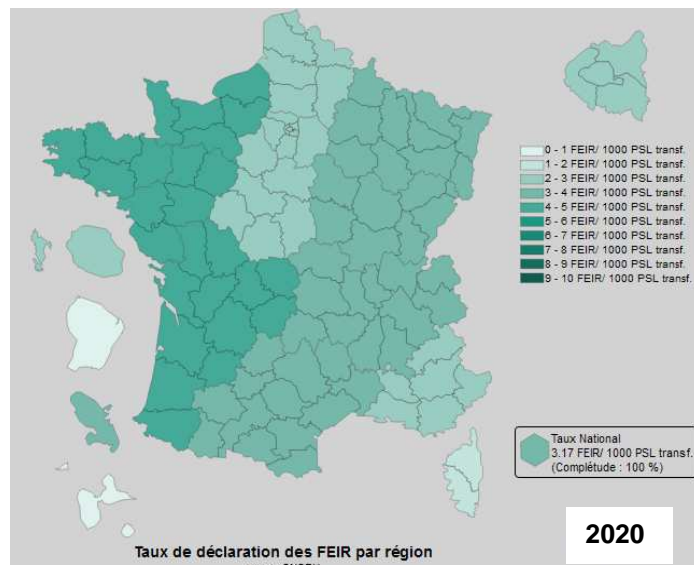 0 - 1 FEIR/ 1000 PSL transf.
1 - 2 FEIR/ 1000 PSL transf.
2 - 3 FEIR/ 1000 PSL transf.
3 - 4 FEIR/ 1000 PSL transf.
4 - 5 FEIR/ 1000 PSL transf.
5 - 6 FEIR/ 1000 PSL transf.
6 - 7 FEIR/ 1000 PSL transf.
7 - 8 FEIR/ 1000 PSL transf.
8 - 9 FEIR/ 1000 PSL transf.
9 - 10 FEIR/ 1000 PSL transf.
Taux National
3.17 FEIR/ 1000 PSL transf.
(Complétude : 100 %)
2020
Taux de déclaration des FEIR par région